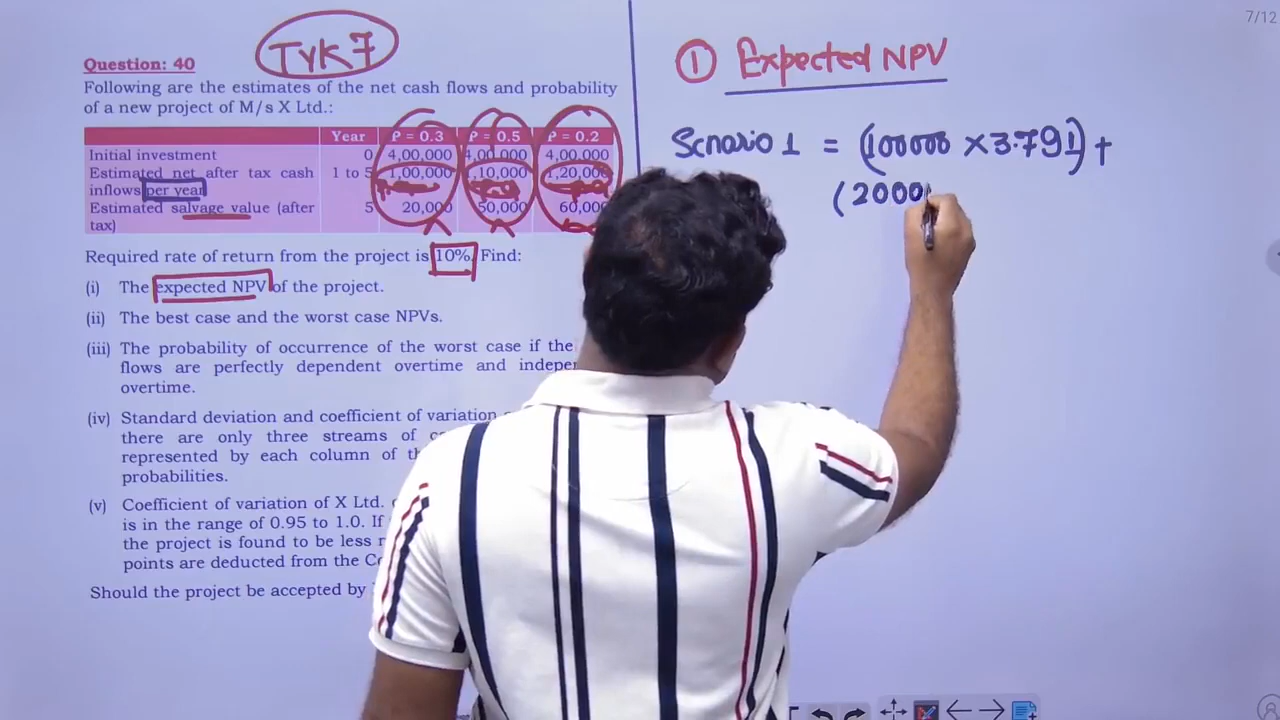 7/12
TYK 7
Question: 40
Following are the estimates of the net cash flows and probability
of a new project of M/s X Ltd.:
Year P = 0.3 P = 0.5 P = 0.2
Initial investment 0 4,00,000 4,00,000 4,00,000
Estimated net after tax cash 1 to 5 1,00,000 1,10,000 1,20,000
inflows per year
Estimated salvage value (after 5 20,000 50,000 60,000
tax)
Required rate of return from the project is 10%. Find:
(i) The expected NPV of the project.
(ii) The best case and the worst case NPVs.
(iii) The probability of occurrence of the worst case if the
flows are perfectly dependent overtime and
overtime.
(iv) Standard deviation and coefficient of variation
there are only three streams of
represented by each column of
probabilities.
(v) Coefficient of variation of X Ltd.
is in the range of 0.95 to 1.0. If
the project is found to be less
points are deducted from the
Should the project be accepted by
① Expected NPV
Scnario 1 = (100000 × 3.791) +
(2000